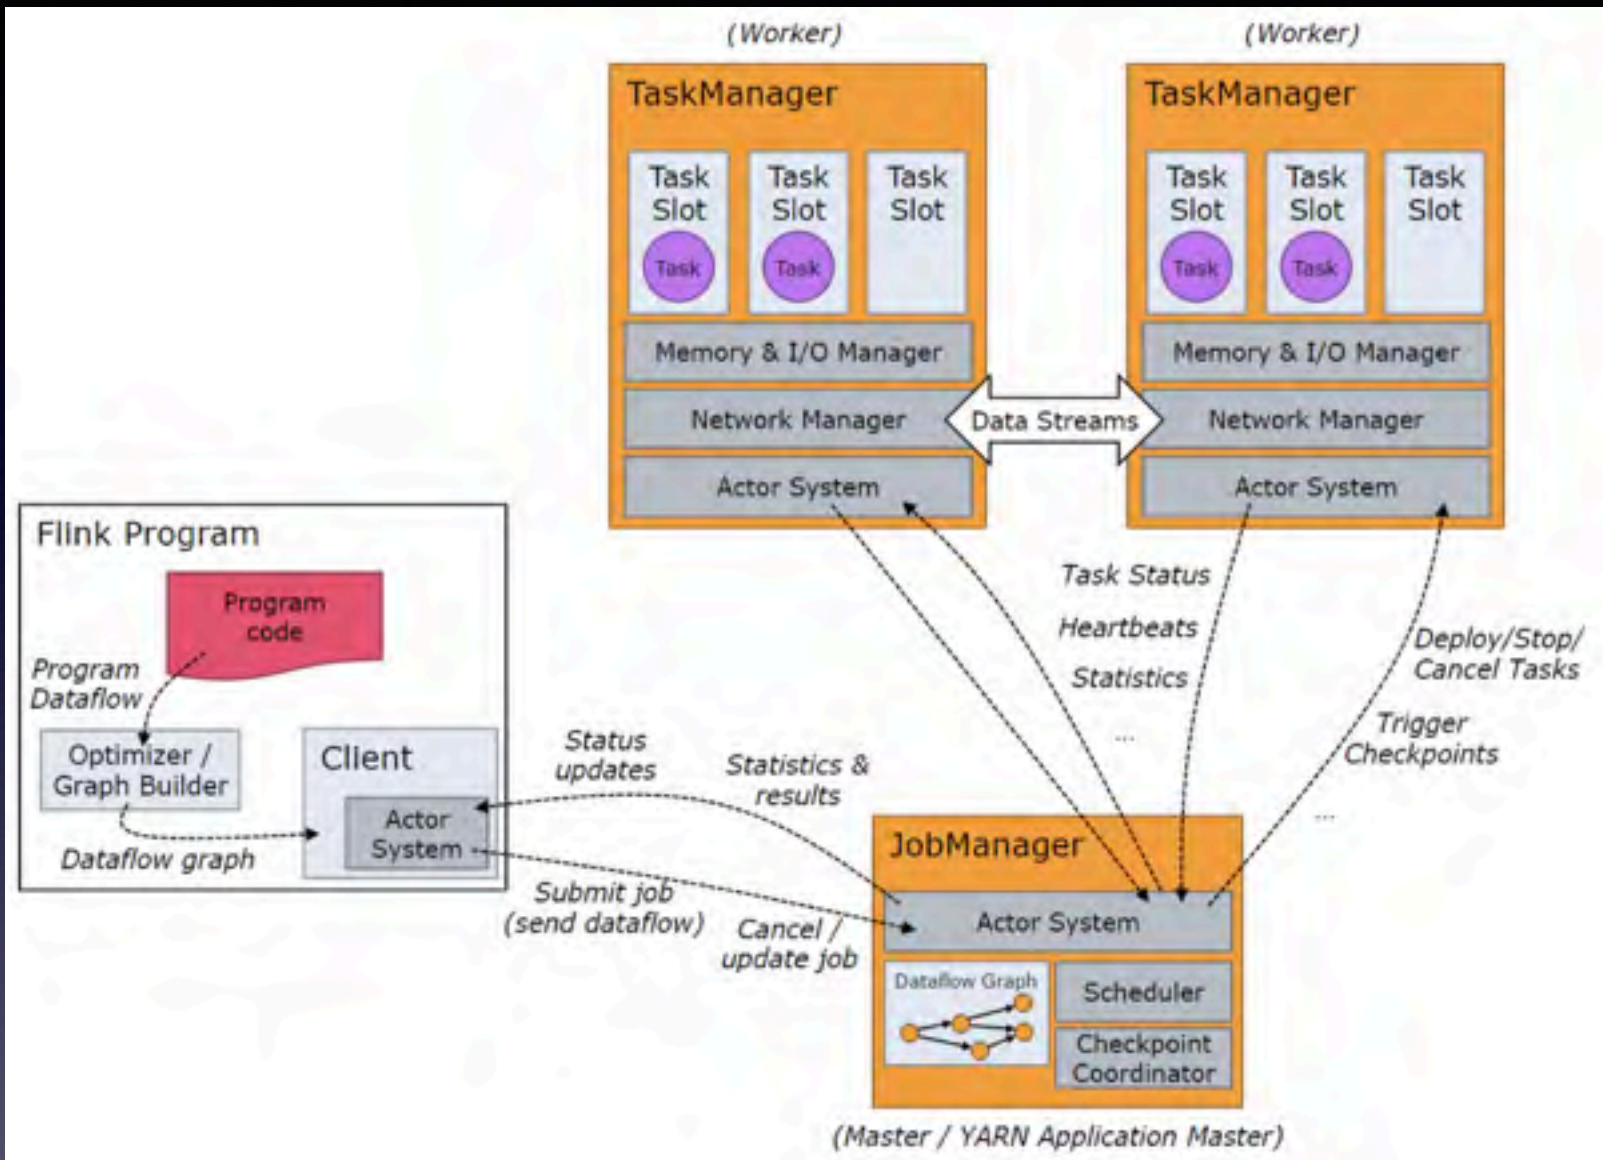 (Worker)
(Worker)
TaskManager
TaskManager
Task
Slot
Task
Task
Slot
Task
Task
Slot
Task
Slot
Task
Task
Slot
Task
Task
Slot
Memory & I/O Manager
Memory & I/O Manager
Network Manager
Data Streams
Network Manager
Actor System
Actor System
Flink Program
Program
code
Program
Dataflow
Optimizer /
Graph Builder
Dataflow graph
Client
Actor
System
Status
updates
Statistics &
results
Submit job
(send dataflow)
Cancel /
update job
Task Status
Heartbeats
Statistics
...
Deploy/Stop/
Cancel Tasks
Trigger
Checkpoints
...
JobManager
Actor System
Dataflow Graph
Scheduler
Checkpoint
Coordinator
(Master / YARN Application Master)